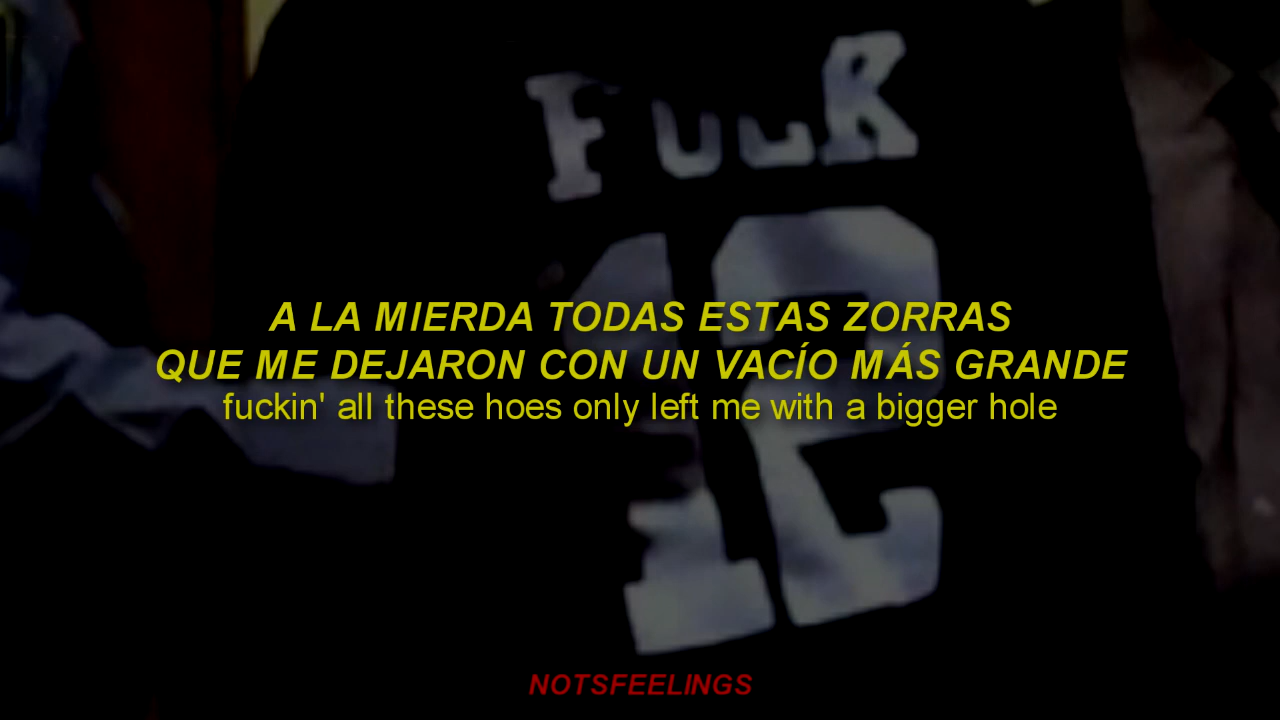 FUCK
12
A LA MIERDA TODAS ESTAS ZORRAS
QUE ME DEJARON CON UN VACÍO MÁS GRANDE
fuckin' all these hoes only left me with a bigger hole
NOTSFEELINGS